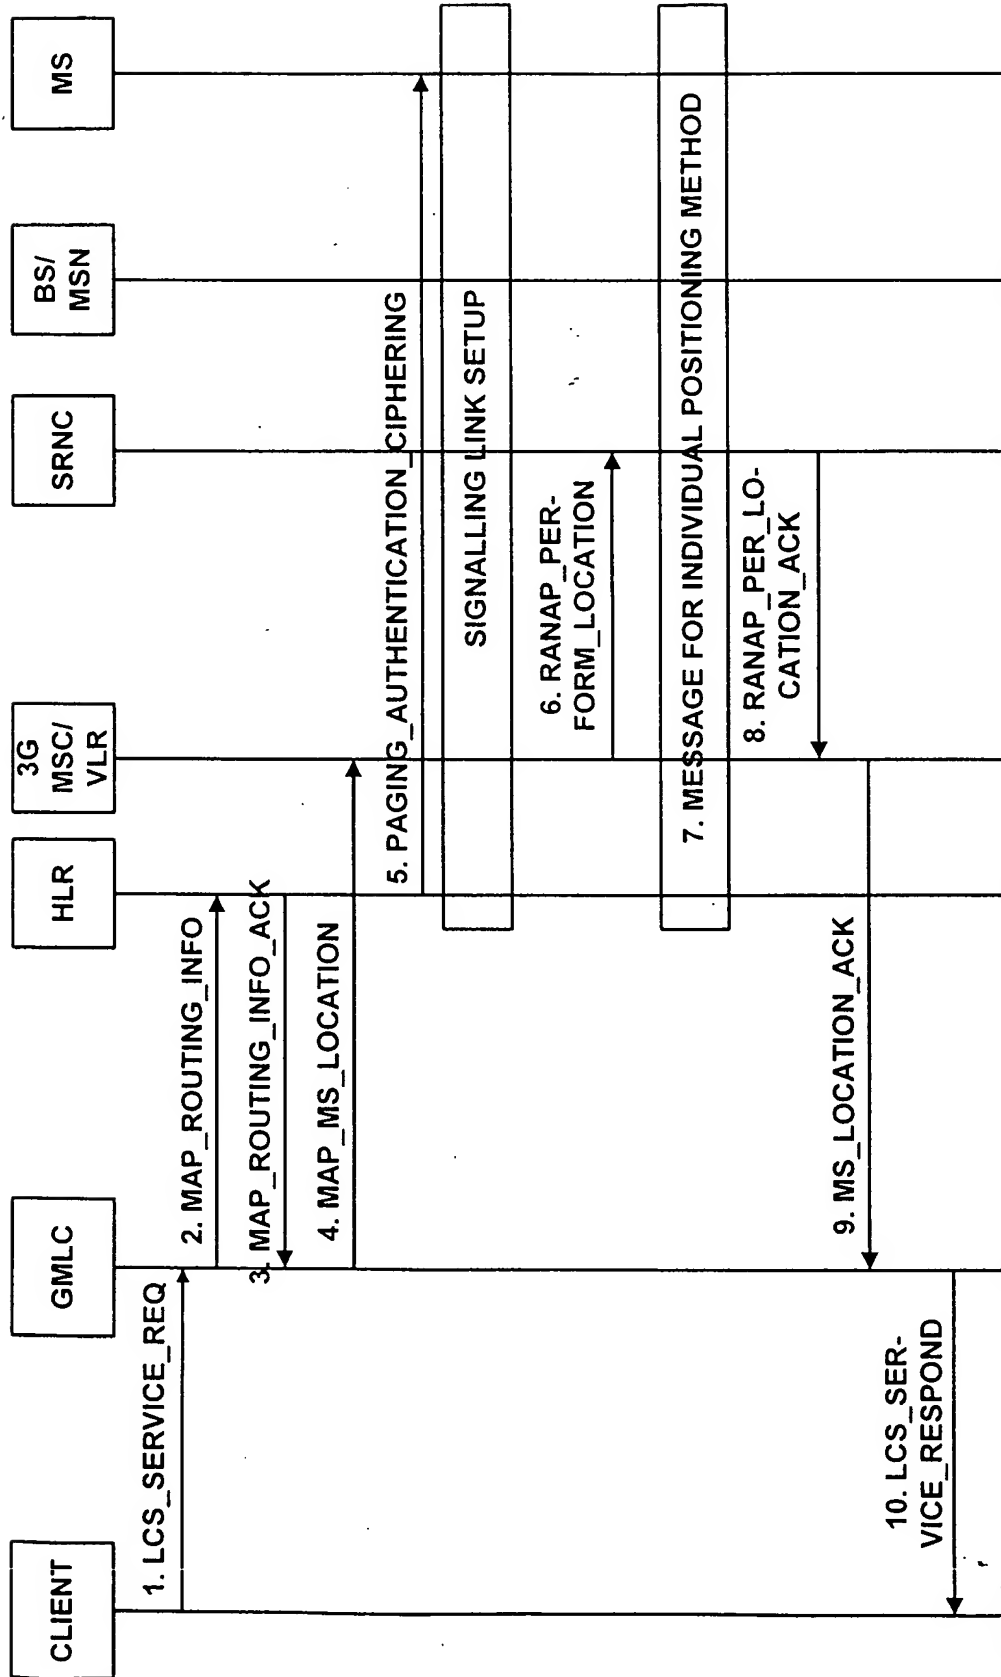 CLIENT
GMLC
HLR
3G
MSC/
VLR
SRNC
BS/
MSN
MS
1. LCS_SERVICE_REQ
2. MAP_ROUTING_INFO
3. MAP_ROUTING_INFO_ACK
4. MAP_MS_LOCATION
5. PAGING_AUTHENTICATION_CIPHERING
SIGNALLING LINK SETUP
6. RANAP_PER-
FORM_LOCATION
7. MESSAGE FOR INDIVIDUAL POSITIONING METHOD
8. RANAP_PER_LO-
CATION_ACK
9. MS_LOCATION_ACK
10. LCS_SER-
VICE_RESPOND